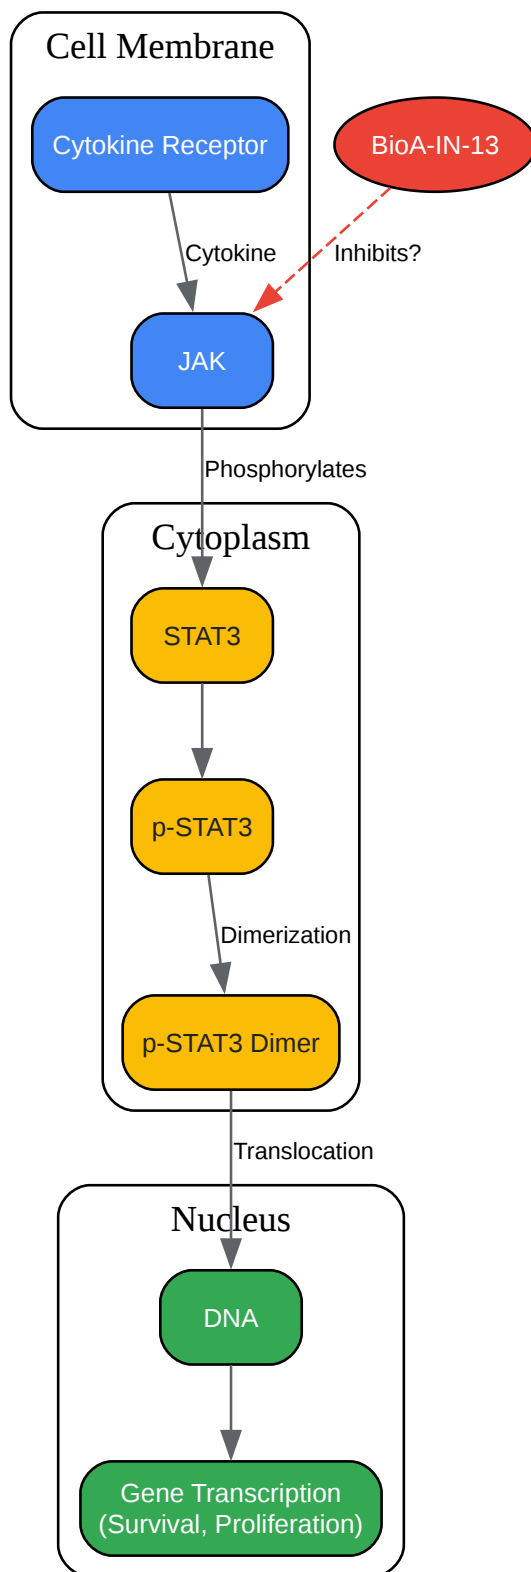 Cell Membrane
Cytokine Receptor
BioA-IN-13
Cytokine
Inhibits?
JAK
Phosphorylates
Cytoplasm
STAT3
p-STAT3
Dimerization
p-STAT3 Dimer
Translocation
Nucleus
DNA
Gene Transcription
(Survival, Proliferation)